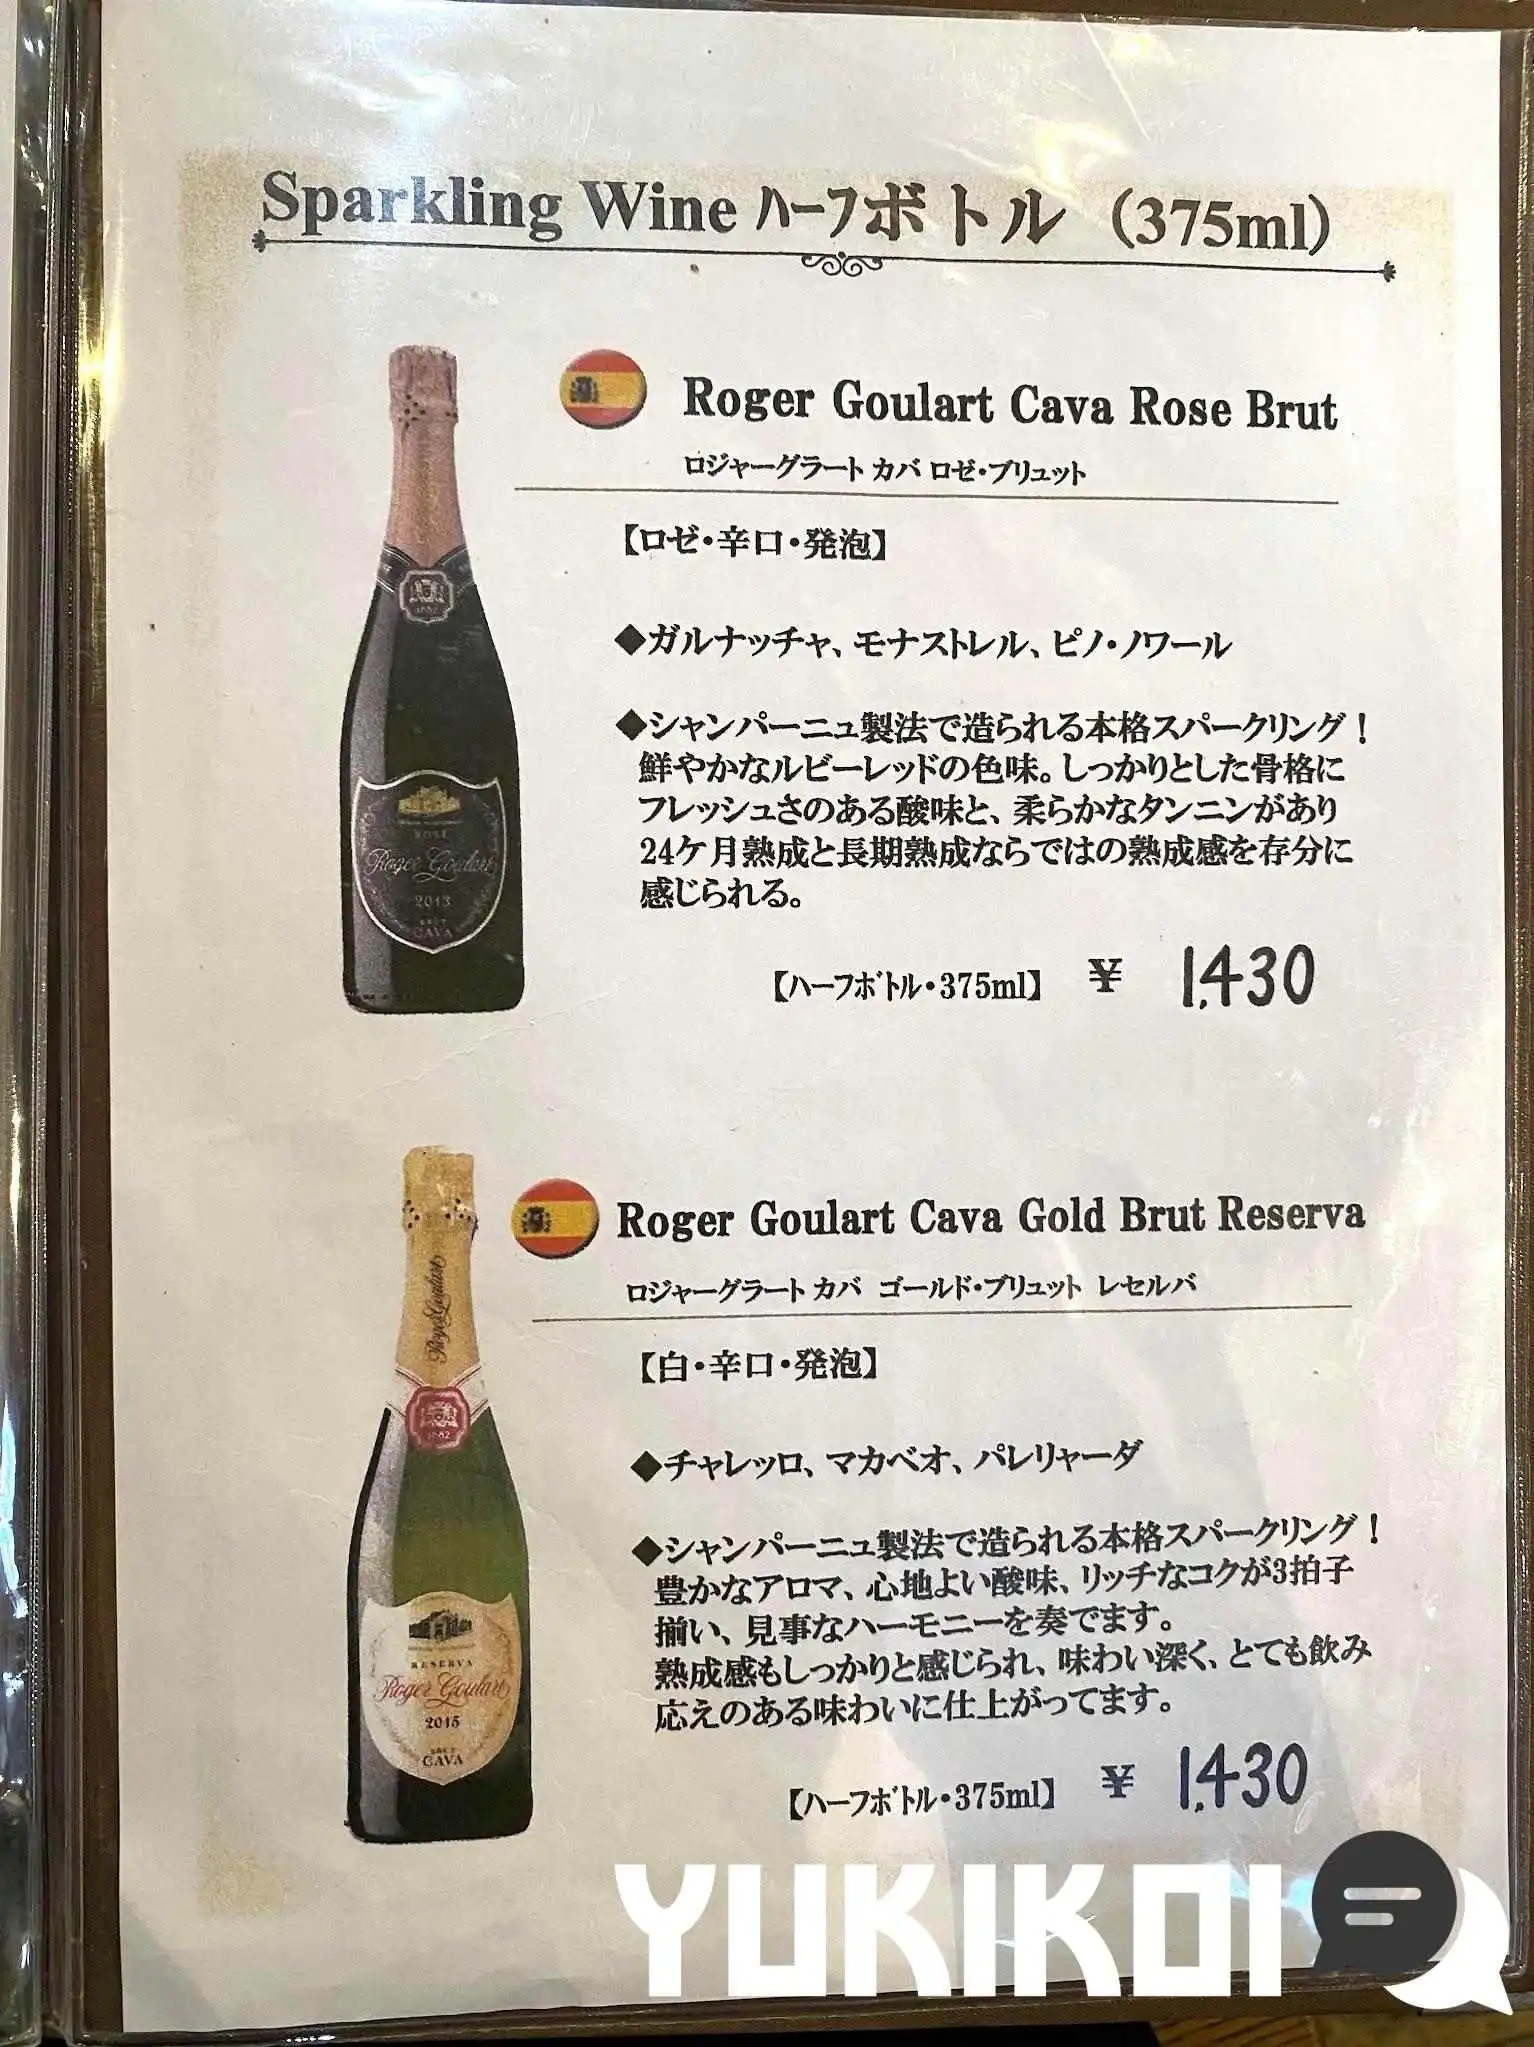 Sparkling Wine ハーフボトル (375ml)
Roger Goulart Cava Rose Brut
ロジャーグラート カバ ロゼ・ブリュット
【ロゼ・辛口・発泡】
◆ガルナッチャ、モナストレル、ピノ・ノワール
◆シャンパーニュ製法で造られる本格スパークリング！
鮮やかなルビーレッドの色味。しっかりとした骨格に
フレッシュさのある酸味と、柔らかなタンニンがあり
24ケ月熟成と長期熟成ならではの熟成感を存分に
感じられる。
【ハーフボトル・375ml】 ¥ 1,430
ROSE
Roger Goulart
2013
BRUT
CAVA
Roger Goulart Cava Gold Brut Reserva
ロジャーグラート カバ ゴールド・ブリュット レセルバ
【白・辛口・発泡】
◆チャレッロ、マカベオ、パレリャーダ
◆シャンパーニュ製法で造られる本格スパークリング！
豊かなアロマ、心地よい酸味、リッチなコクが3拍子
揃い、見事なハーモニーを奏でます。
熟成感もしっかりと感じられ、味わい深く、とても飲み
応えのある味わいに仕上がってます。
【ハーフボトル・375ml】 ¥ 1,430
Roger Goulart
1882
RESERVA
Roger Goulart
2015
BRUT
CAVA
YUKIKOI